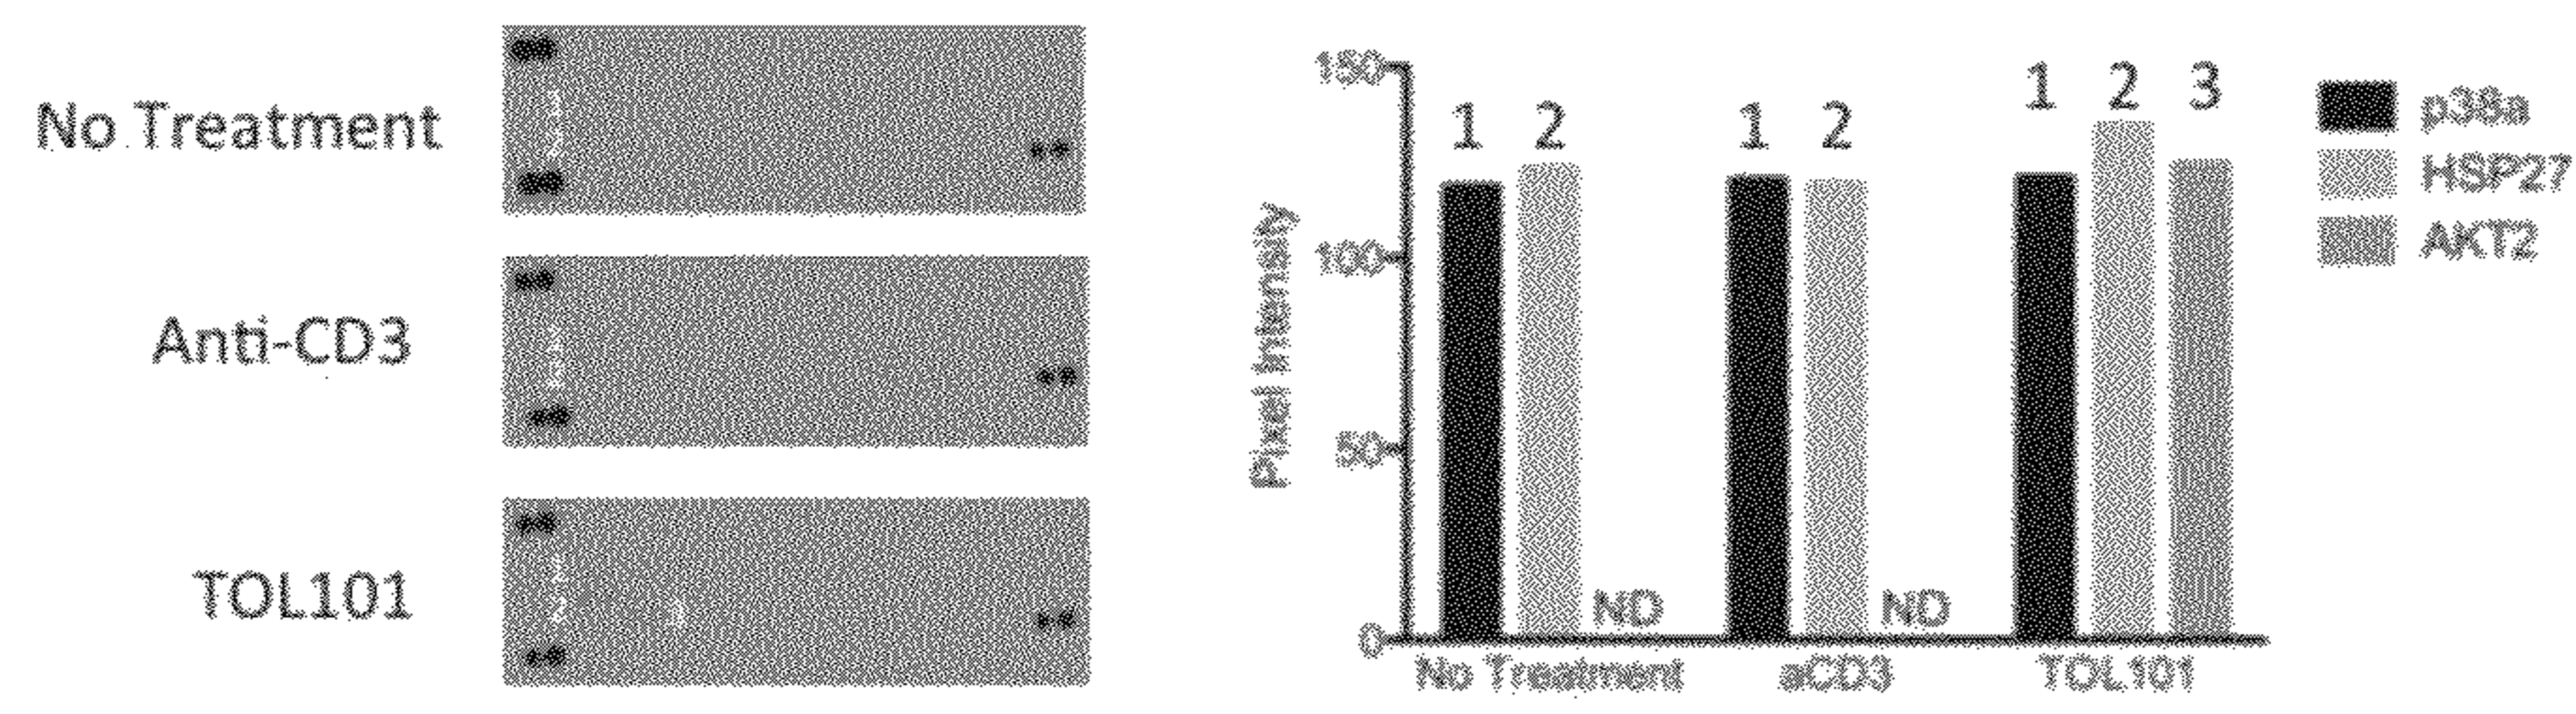 No Treatment
Anti-CD3
TOL101
150
100
50
0
Pixel Intensity
1 2
1 2
1 2 3
ND
ND
No Treatment
aCD3
TOL101
p38a
HSP27
AKT2